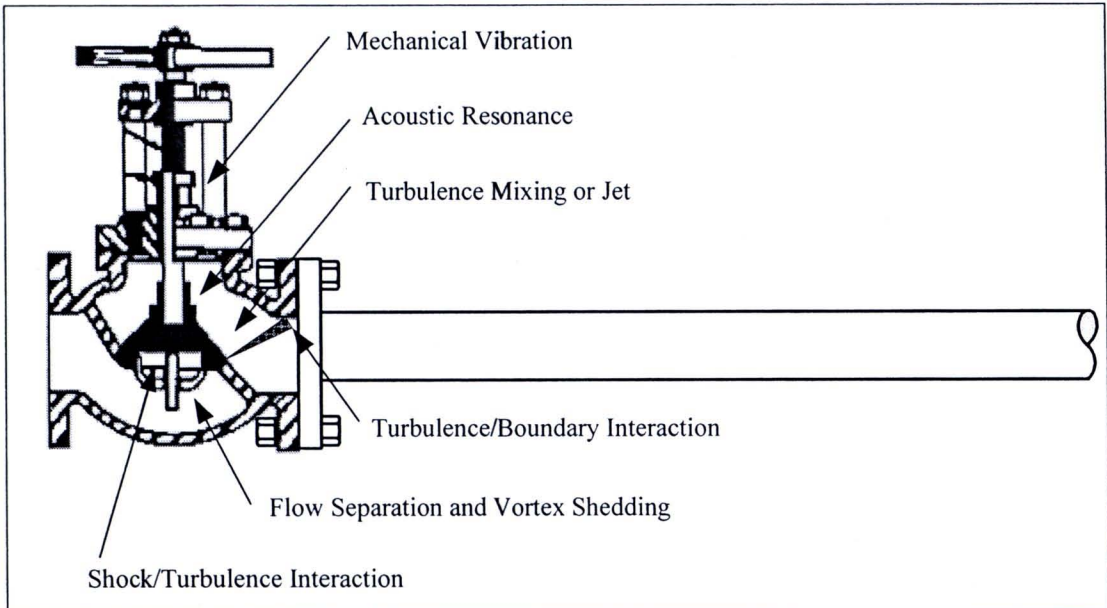 Mechanical Vibration
Acoustic Resonance
Turbulence Mixing or Jet
Turbulence/Boundary Interaction
Flow Separation and Vortex Shedding
Shock/Turbulence Interaction